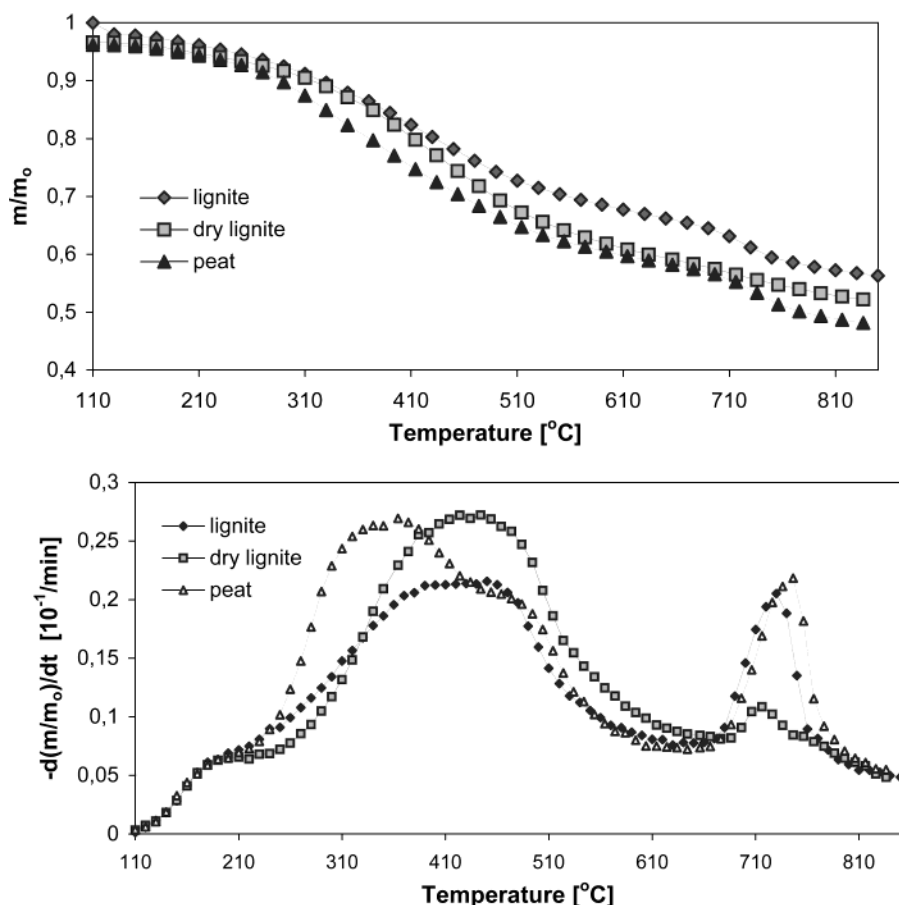 1
0,9
0,8
0,7
0,6
0,5
0,4
m/mo
lignite
dry lignite
peat
110 210 310 410 510 610 710 810
Temperature [°C]
0,3
0,25
0,2
0,15
0,1
0,05
0
-d(m/mo)/dt [10⁻¹/min]
lignite
dry lignite
peat
110 210 310 410 510 610 710 810
Temperature [°C]